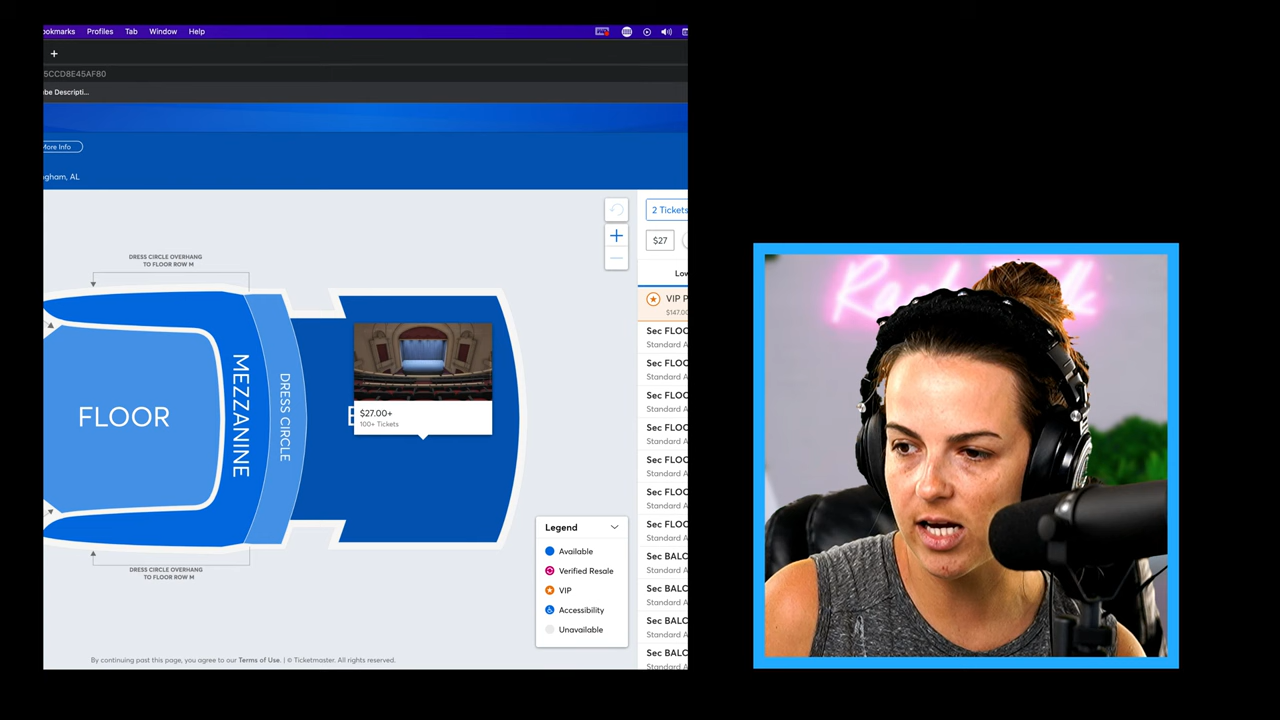 ookmarks Profiles Tab Window Help
+
5CCD8E45AF80
be Descripti...
More Info
gham, AL
DRESS CIRCLE OVERHANG
TO FLOOR ROW M
FLOOR
MEZZANINE
DRESS CIRCLE
$27.00+
100+ Tickets
DRESS CIRCLE OVERHANG
TO FLOOR ROW M
Legend
Available
Verified Resale
VIP
Accessibility
Unavailable
2 Tickets
$27
Low
VIP P
$147.00
Sec FLOO
Standard A
Sec FLOO
Standard A
Sec FLOO
Standard A
Sec FLOO
Standard A
Sec FLOO
Standard A
Sec FLOO
Standard A
Sec FLOO
Standard A
Sec BALC
Standard A
Sec BALC
Standard A
Sec BALC
Standard A
Sec BALC
By continuing past this page, you agree to our Terms of Use. | © Ticketmaster. All rights reserved.